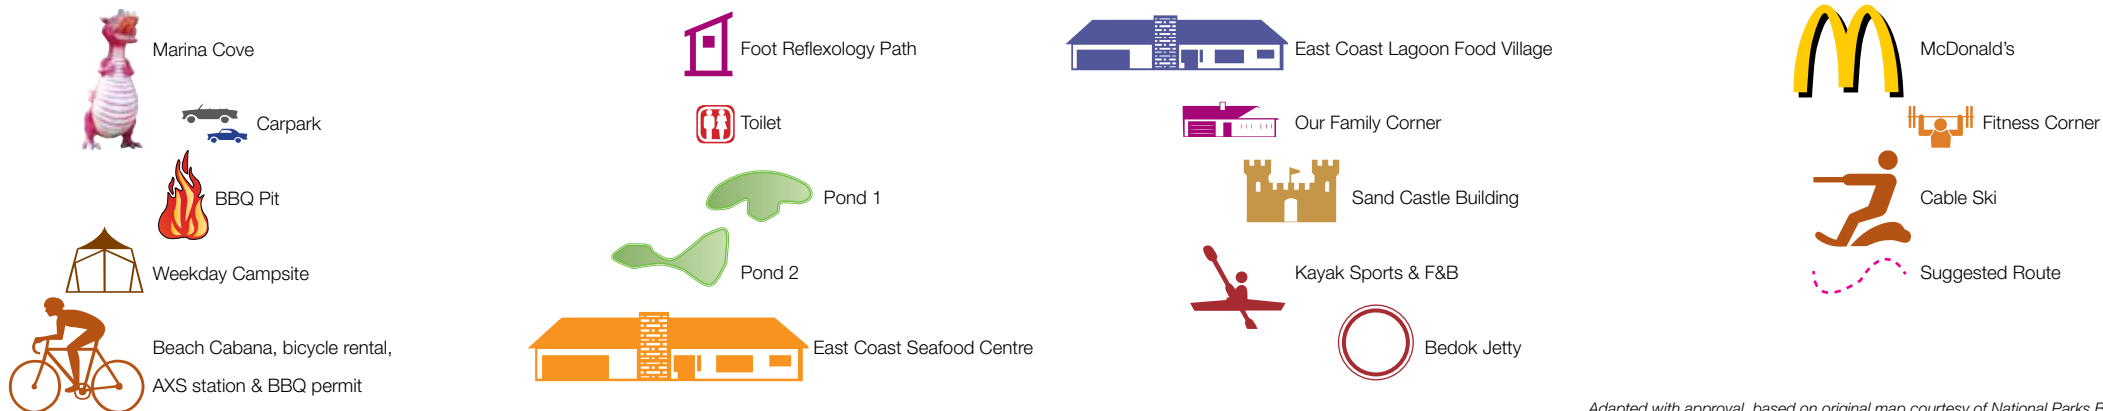 Marina Cove
Carpark
BBQ Pit
Weekday Campsite
Beach Cabana, bicycle rental,
AXS station & BBQ permit
Foot Reflexology Path
Toilet
Pond 1
Pond 2
East Coast Seafood Centre
East Coast Lagoon Food Village
Our Family Corner
Sand Castle Building
Kayak Sports & F&B
Bedok Jetty
McDonald's
Fitness Corner
Cable Ski
Suggested Route
Adapted with approval, based on original map courtesy of National Parks